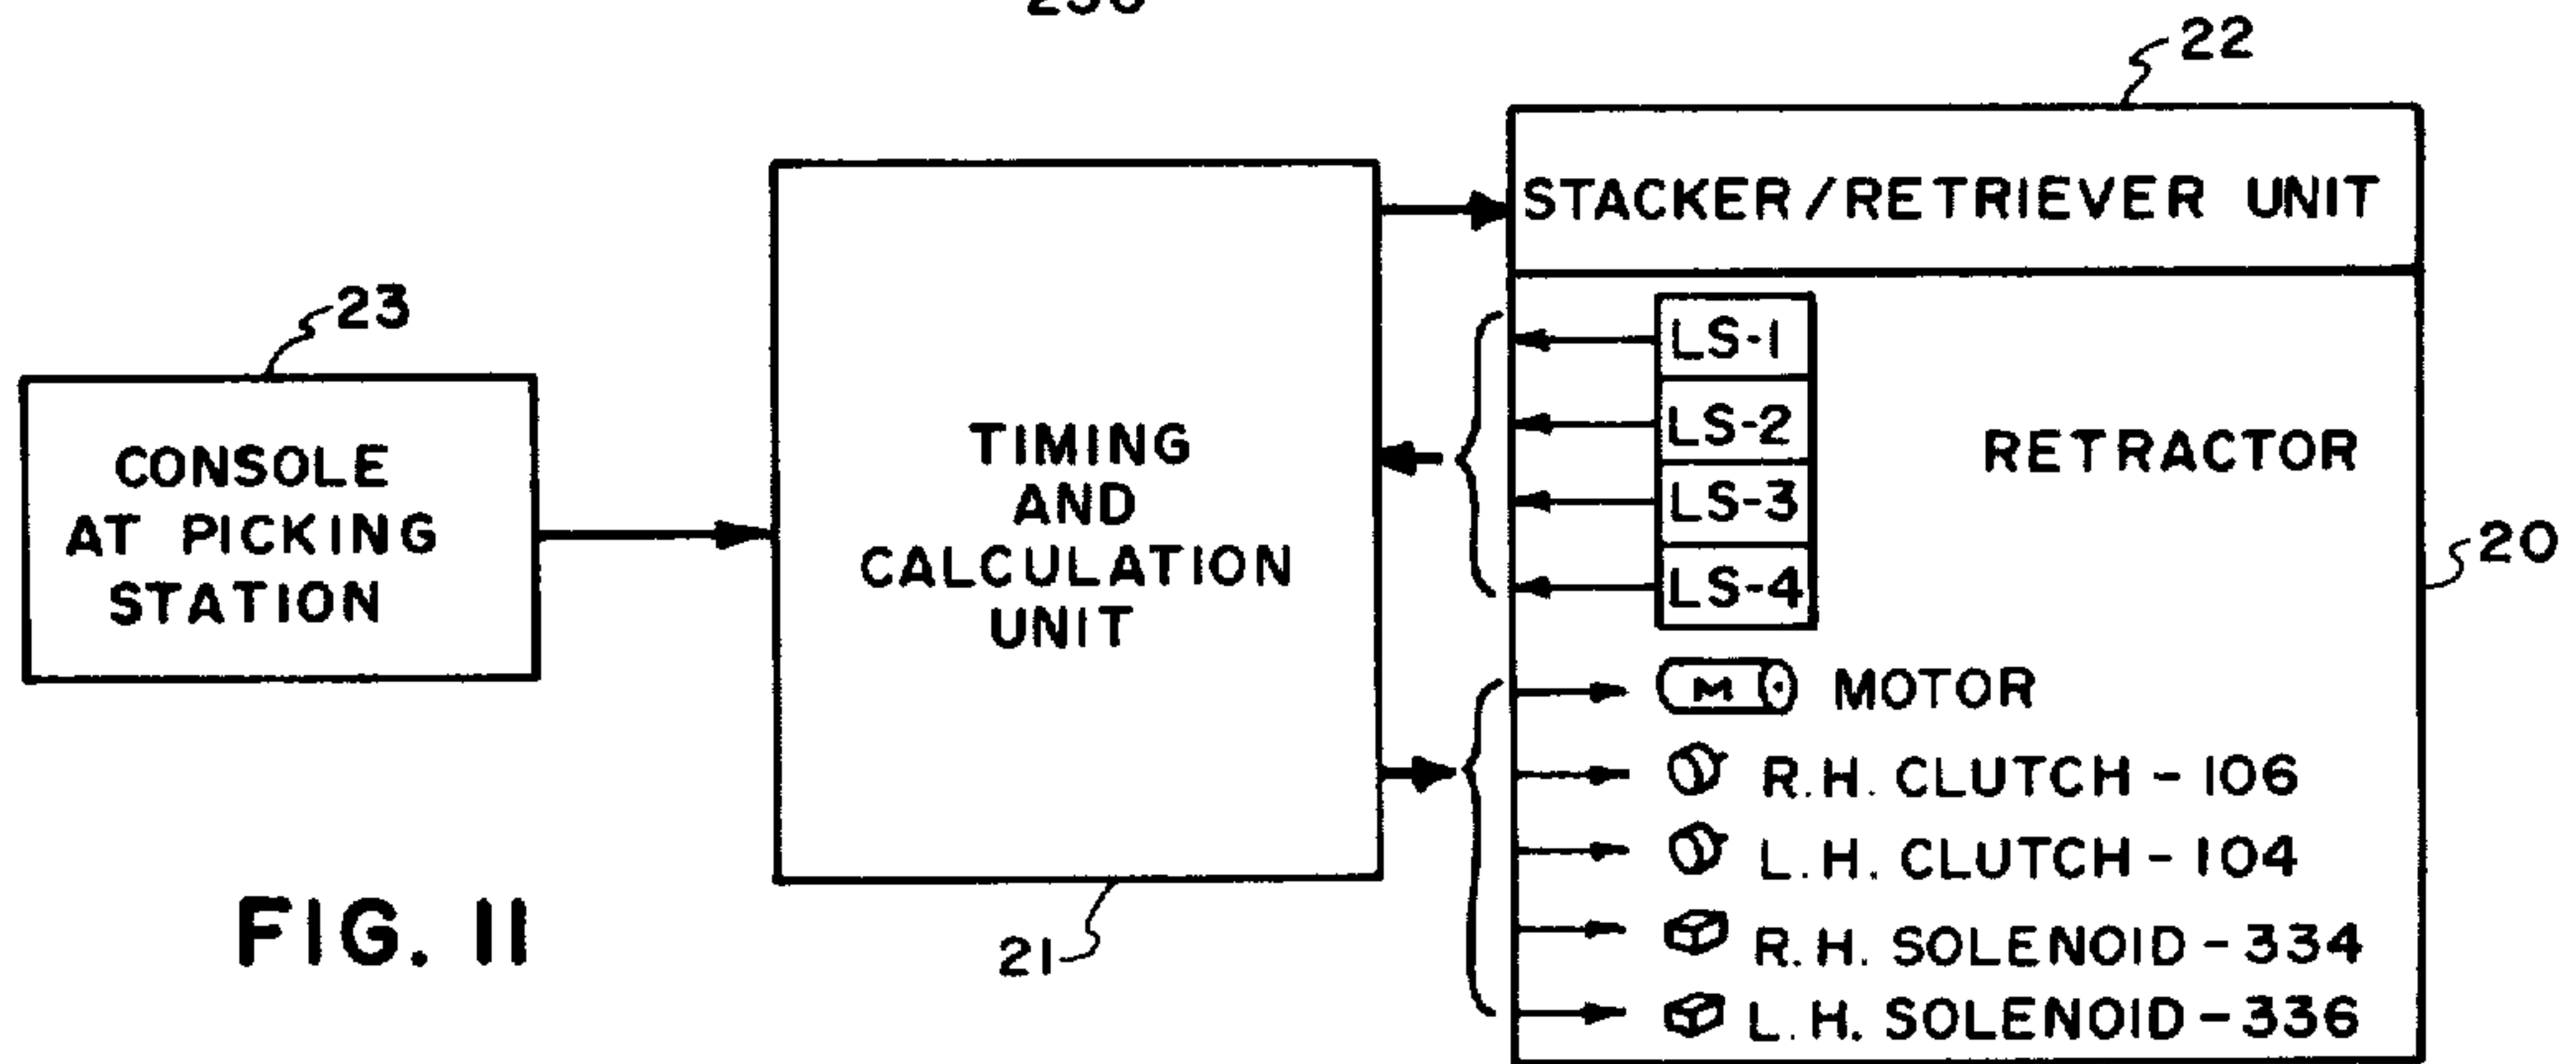 22
STACKER/RETRIEVER UNIT
23
CONSOLE
AT PICKING
STATION
TIMING
AND
CALCULATION
UNIT
21
LS-1
LS-2
LS-3
LS-4
RETRACTOR
20
M MOTOR
R.H. CLUTCH - 106
L.H. CLUTCH - 104
R.H. SOLENOID - 334
L.H. SOLENOID - 336
FIG. 11